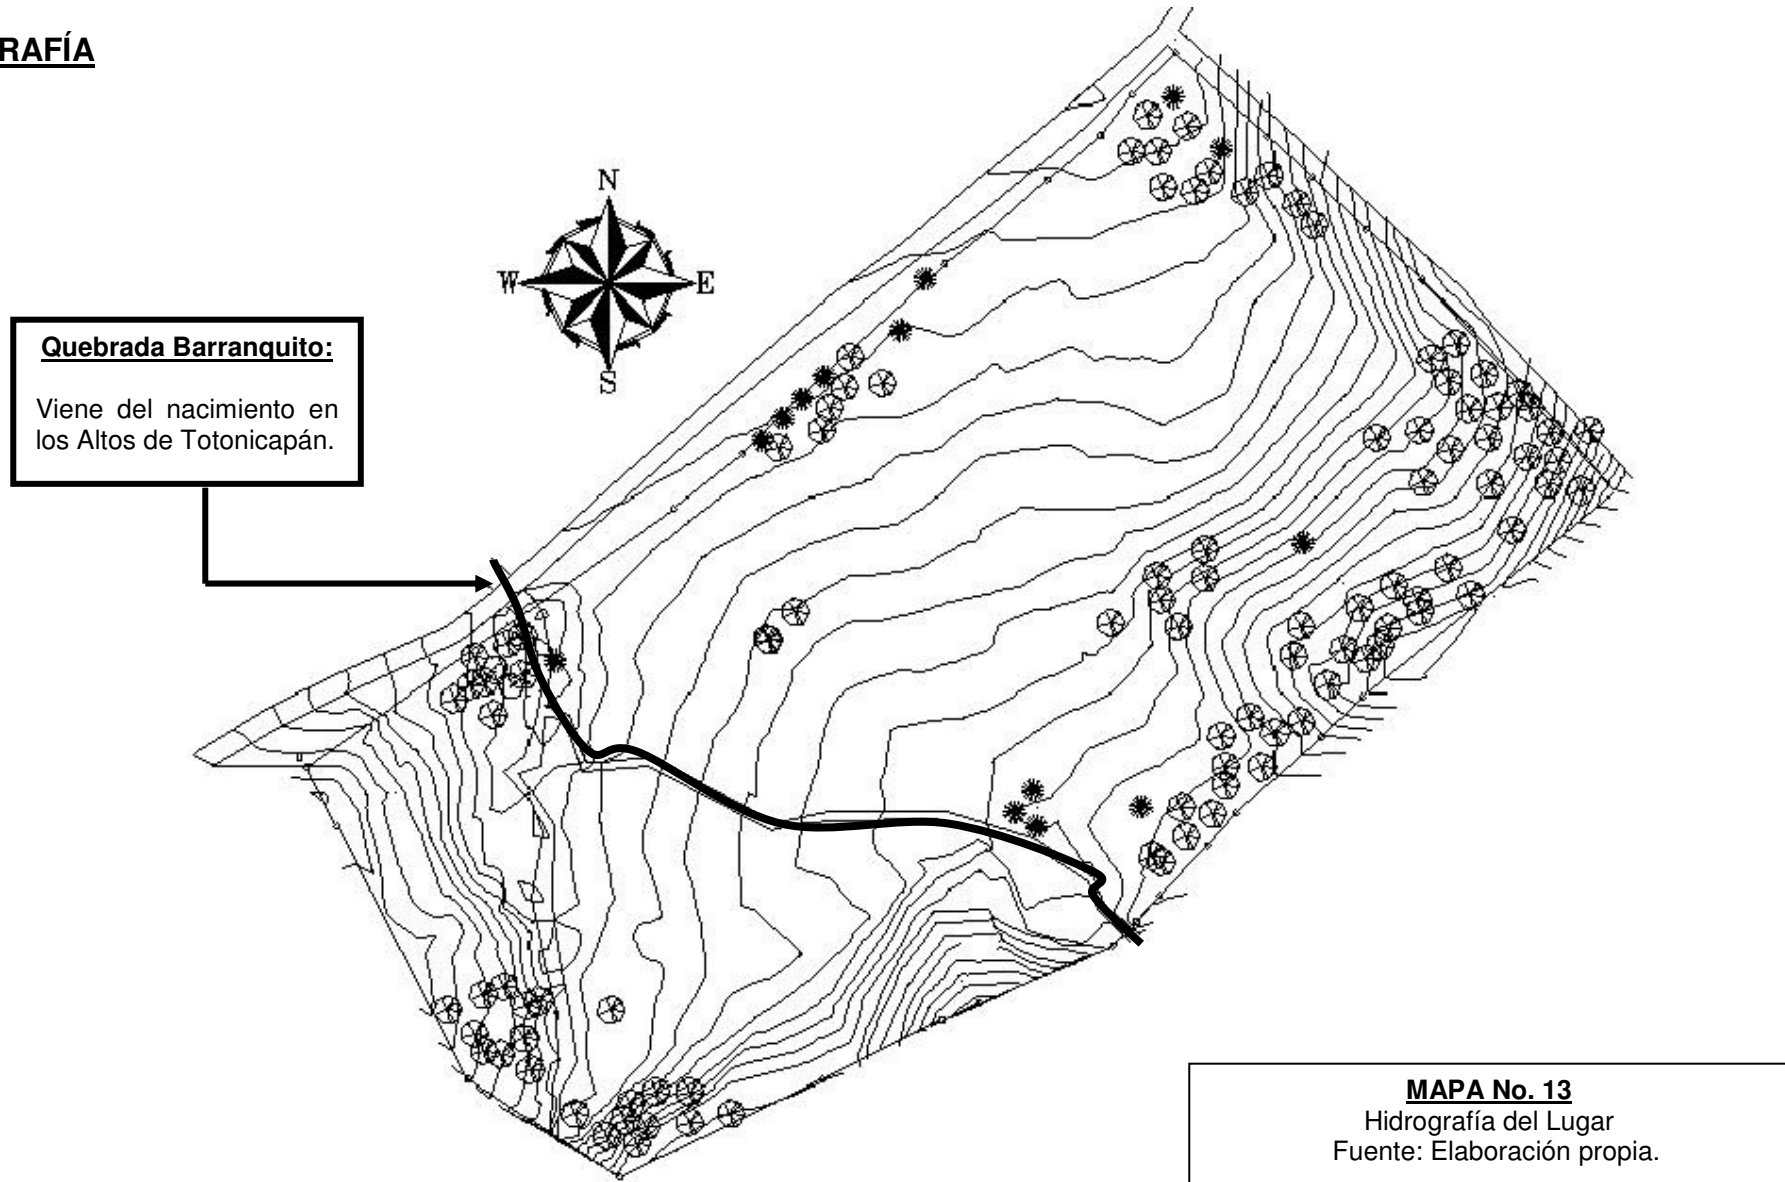 RAFÍA
N
W E
S
Quebrada Barranquito:
Viene del nacimiento en
los Altos de Totonicapán.
MAPA No. 13
Hidrografía del Lugar
Fuente: Elaboración propia.